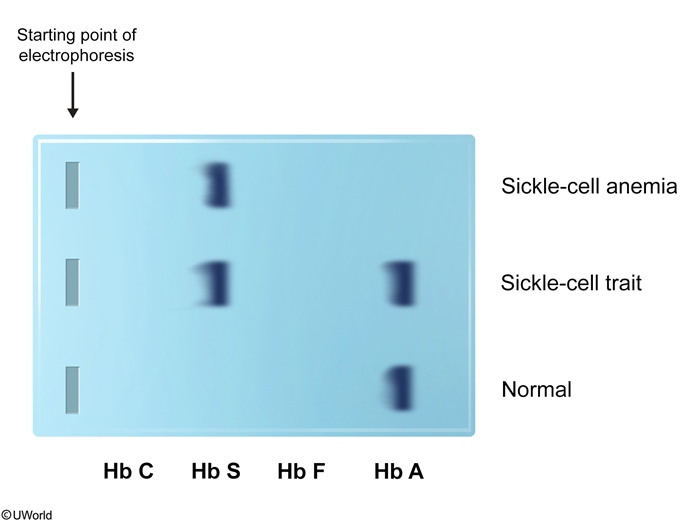 Starting point of
electrophoresis
Sickle-cell anemia
Sickle-cell trait
Normal
Hb C Hb S Hb F Hb A
©UWorld